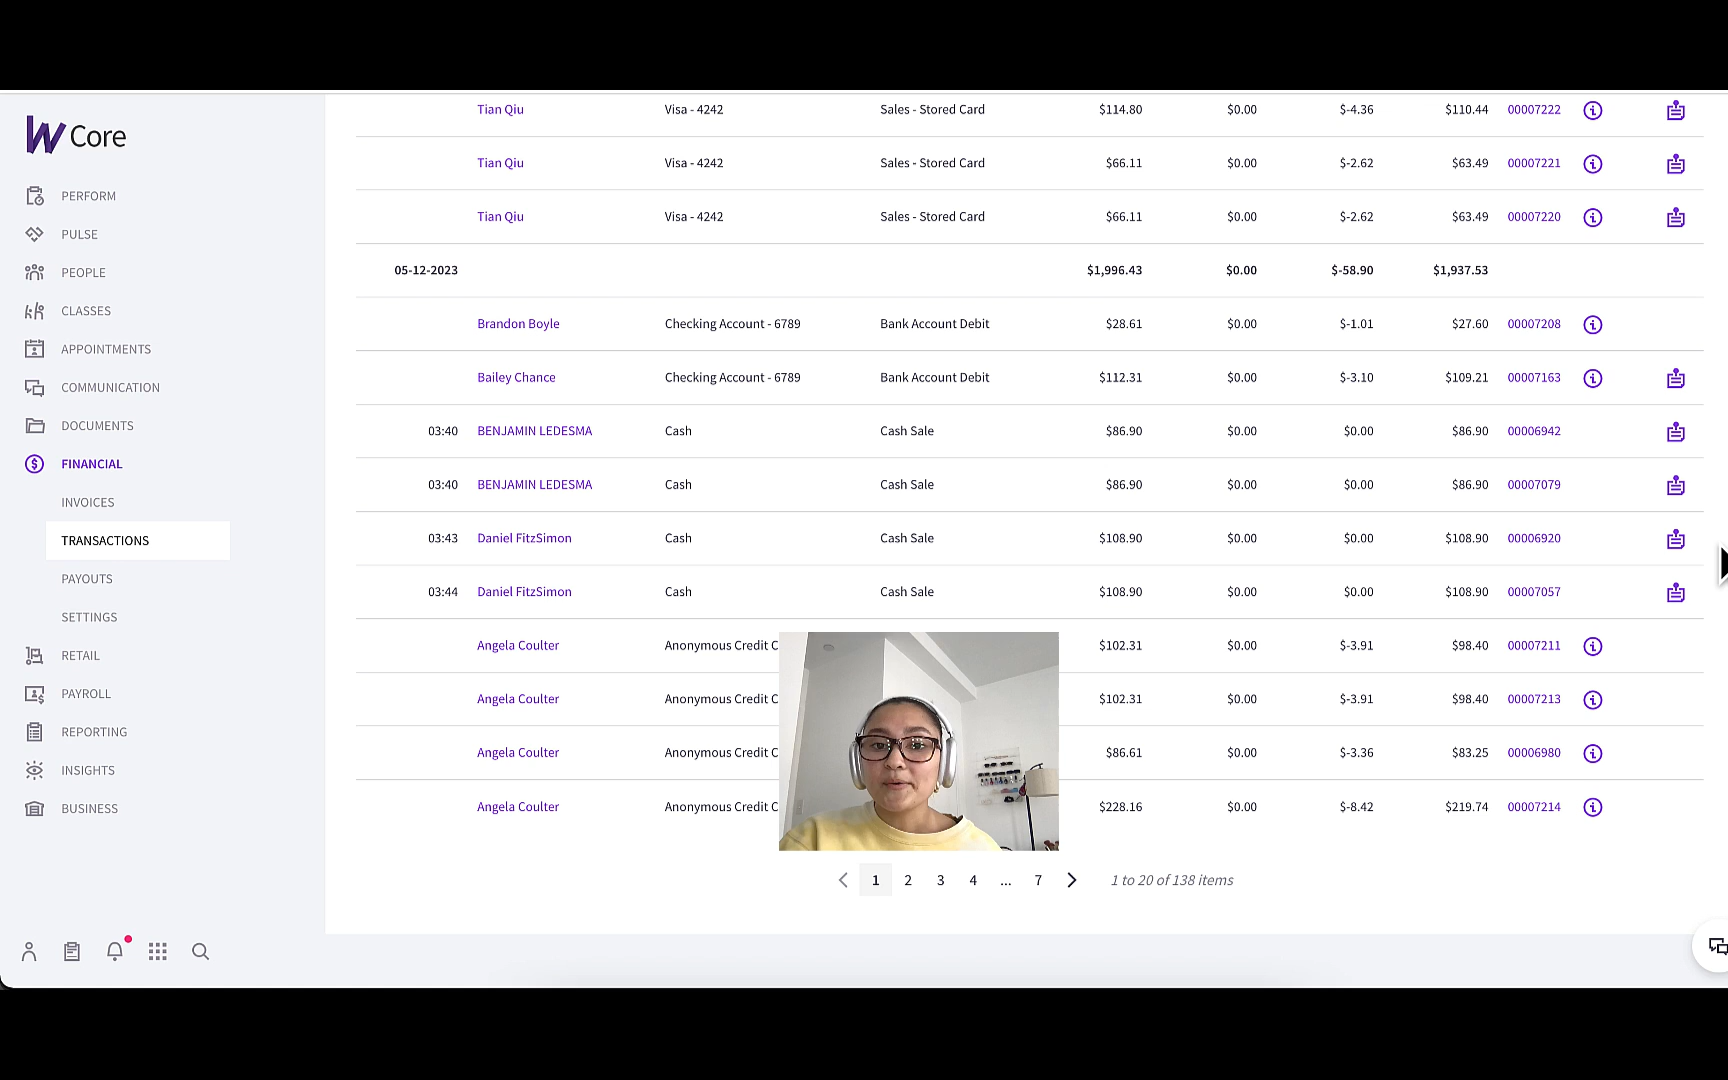 W Core
PERFORM
PULSE
PEOPLE
CLASSES
APPOINTMENTS
COMMUNICATION
DOCUMENTS
FINANCIAL
INVOICES
TRANSACTIONS
PAYOUTS
SETTINGS
RETAIL
PAYROLL
REPORTING
INSIGHTS
BUSINESS
Tian Qiu Visa - 4242 Sales - Stored Card $114.80 $0.00 $-4.36 $110.44 00007222
Tian Qiu Visa - 4242 Sales - Stored Card $66.11 $0.00 $-2.62 $63.49 00007221
Tian Qiu Visa - 4242 Sales - Stored Card $66.11 $0.00 $-2.62 $63.49 00007220
05-12-2023 $1,996.43 $0.00 $-58.90 $1,937.53
Brandon Boyle Checking Account - 6789 Bank Account Debit $28.61 $0.00 $-1.01 $27.60 00007208
Bailey Chance Checking Account - 6789 Bank Account Debit $112.31 $0.00 $-3.10 $109.21 00007163
03:40 BENJAMIN LEDESMA Cash Cash Sale $86.90 $0.00 $0.00 $86.90 00006942
03:40 BENJAMIN LEDESMA Cash Cash Sale $86.90 $0.00 $0.00 $86.90 00007079
03:43 Daniel FitzSimon Cash Cash Sale $108.90 $0.00 $0.00 $108.90 00006920
03:44 Daniel FitzSimon Cash Cash Sale $108.90 $0.00 $0.00 $108.90 00007057
Angela Coulter Anonymous Credit C $102.31 $0.00 $-3.91 $98.40 00007211
Angela Coulter Anonymous Credit C $102.31 $0.00 $-3.91 $98.40 00007213
Angela Coulter Anonymous Credit C $86.61 $0.00 $-3.36 $83.25 00006980
Angela Coulter Anonymous Credit C $228.16 $0.00 $-8.42 $219.74 00007214
1 2 3 4 ... 7 1 to 20 of 138 items